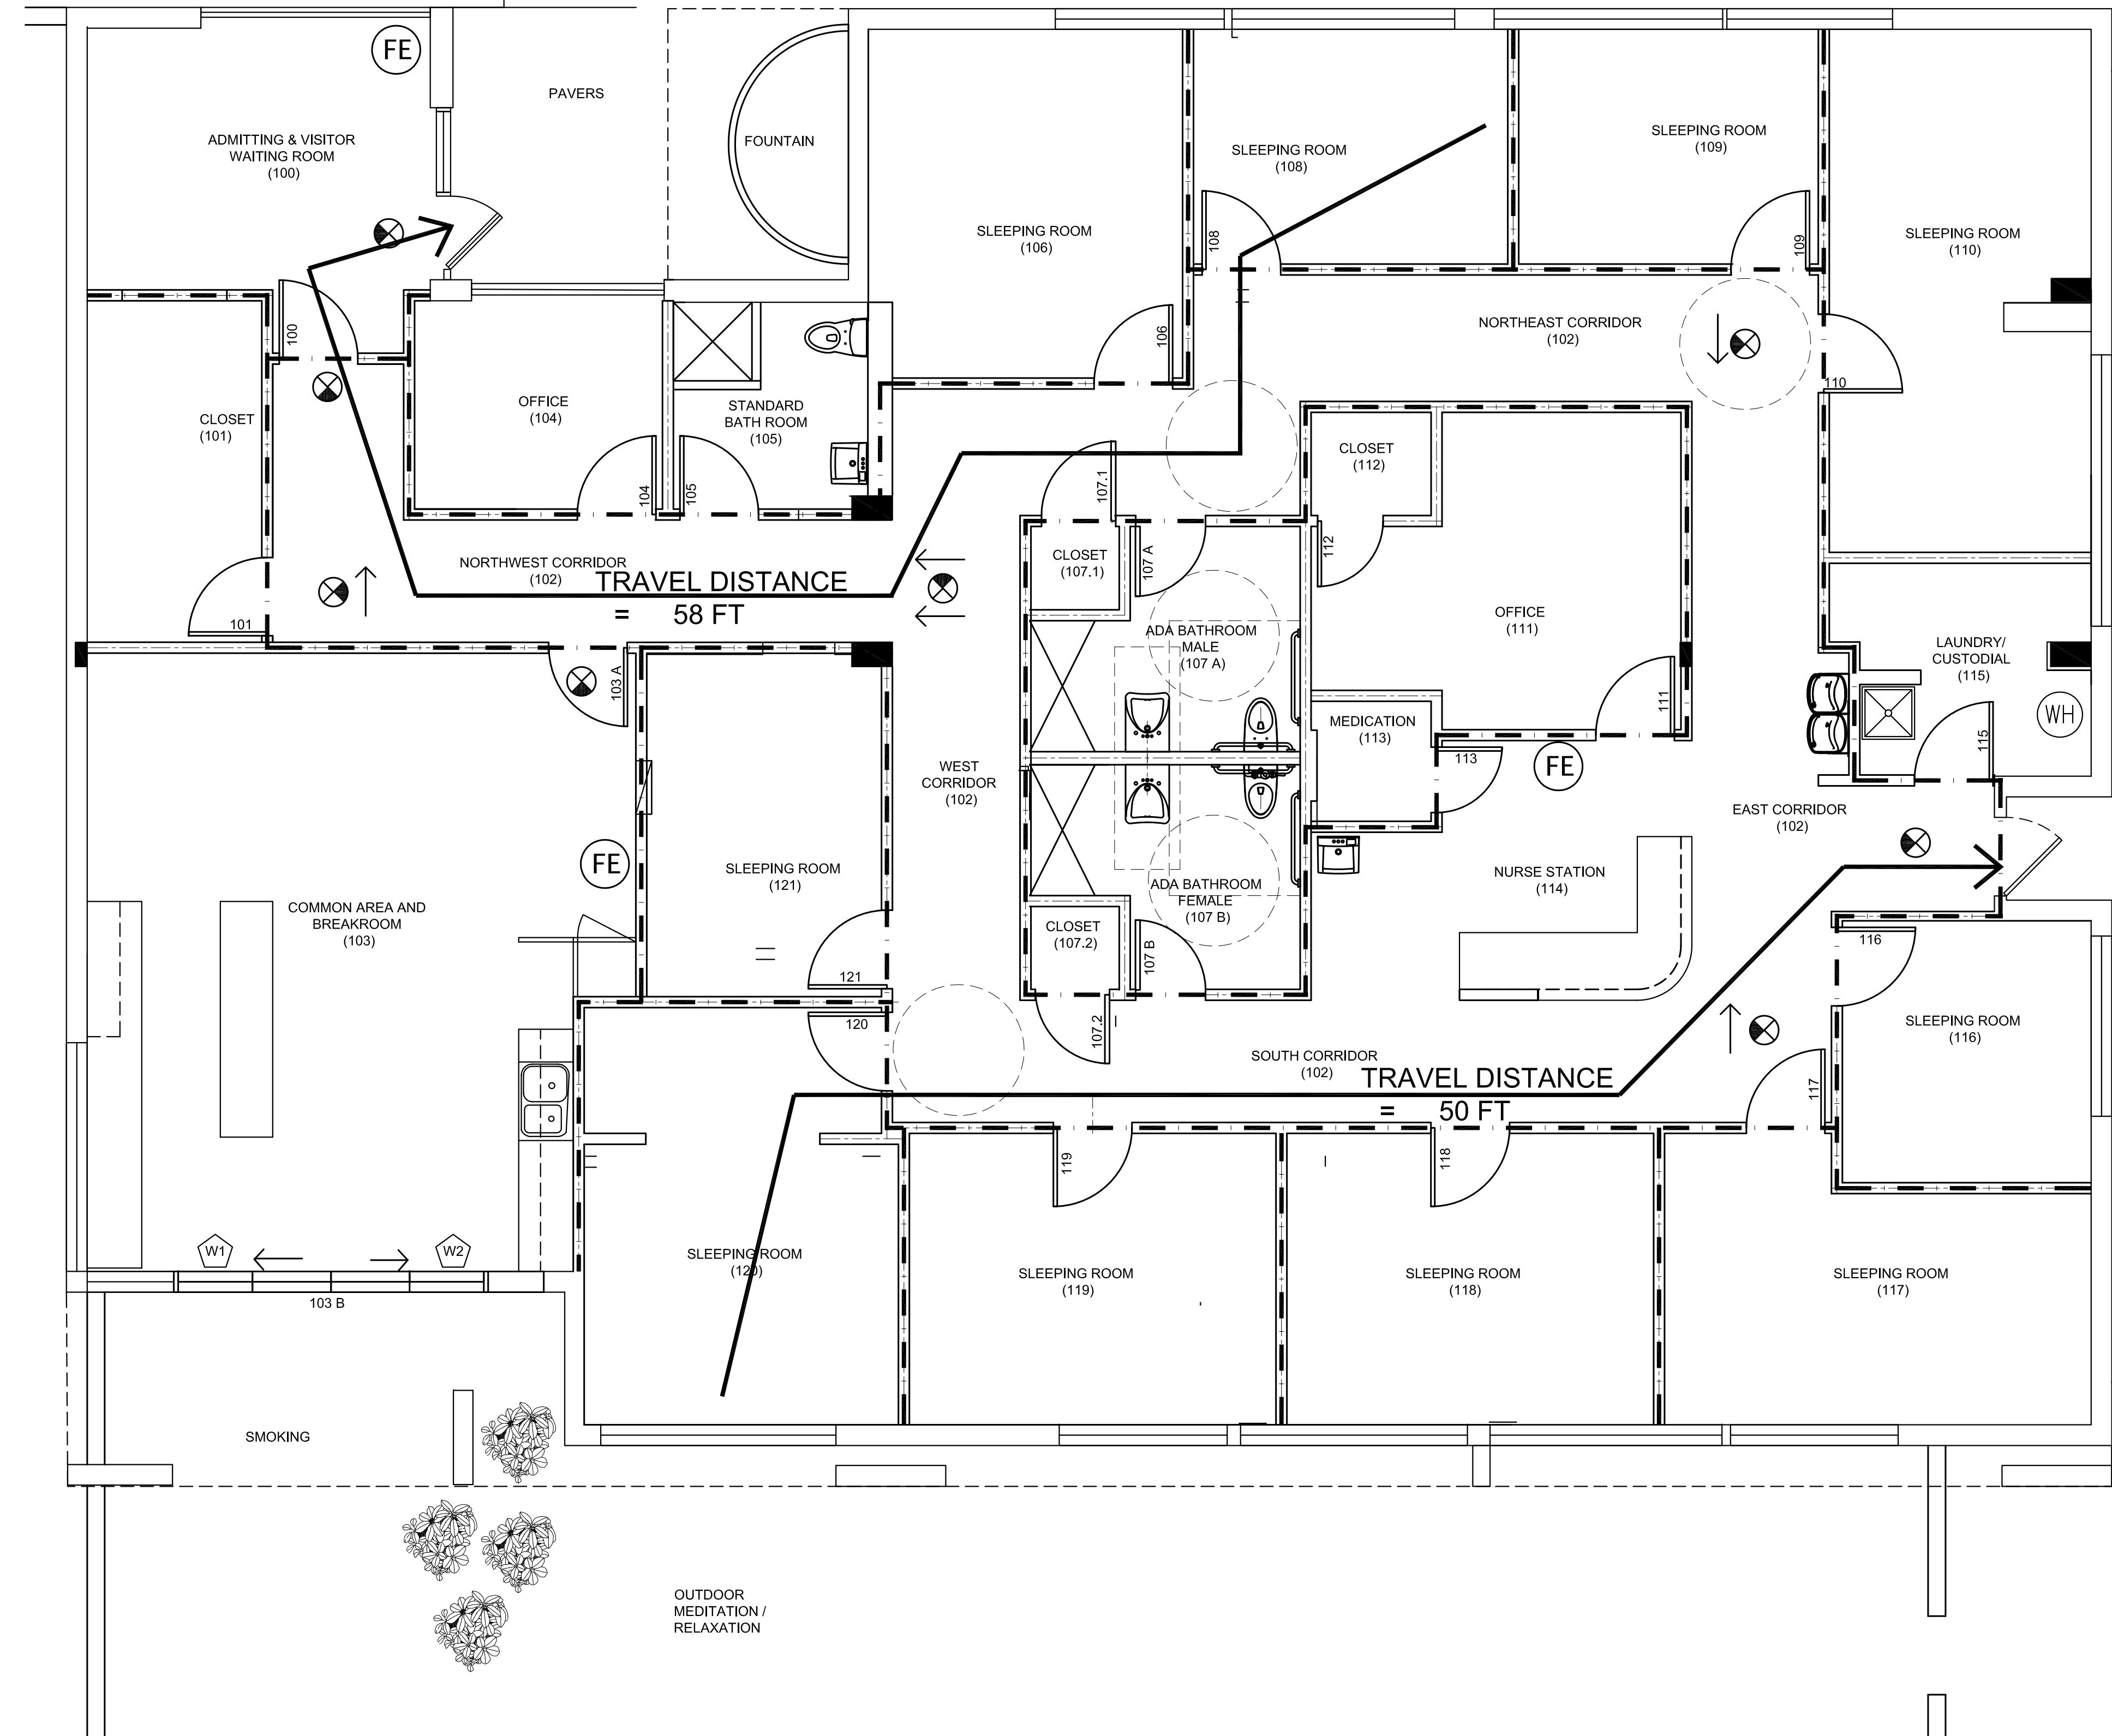 FE
PAVERS
ADMITTING & VISITOR
WAITING ROOM
(100)
FOUNTAIN
SLEEPING ROOM
(106)
SLEEPING ROOM
(108)
SLEEPING ROOM
(109)
SLEEPING ROOM
(110)
108
109
100
106
110
NORTHEAST CORRIDOR
(102)
CLOSET
(101)
OFFICE
(104)
STANDARD
BATH ROOM
(105)
104
105
107.1
CLOSET
(112)
112
NORTHWEST CORRIDOR
(102)
TRAVEL DISTANCE
= 58 FT
101
CLOSET
(107.1)
107 A
ADA BATHROOM
MALE
(107 A)
OFFICE
(111)
111
LAUNDRY/
CUSTODIAL
(115)
WH
115
103 A
MEDICATION
(113)
113
FE
WEST
CORRIDOR
(102)
EAST CORRIDOR
(102)
FE
SLEEPING ROOM
(121)
121
COMMON AREA AND
BREAKROOM
(103)
ADA BATHROOM
FEMALE
(107 B)
CLOSET
(107.2)
107 B
107.2
NURSE STATION
(114)
116
SLEEPING ROOM
(116)
120
SOUTH CORRIDOR
(102)
TRAVEL DISTANCE
= 50 FT
117
119
118
W1
W2
103 B
SLEEPING ROOM
(120)
SLEEPING ROOM
(119)
SLEEPING ROOM
(118)
SLEEPING ROOM
(117)
SMOKING
OUTDOOR
MEDITATION /
RELAXATION